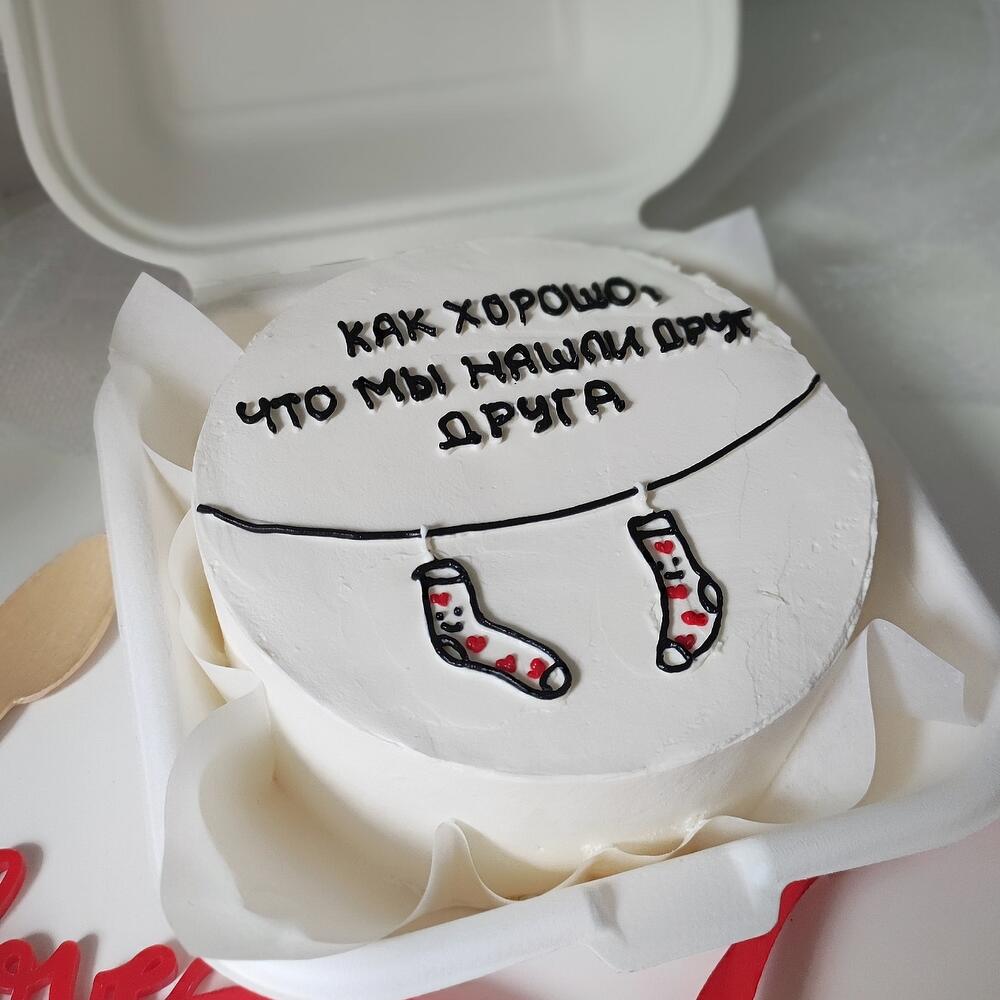 КАК ХОРОШО,
ЧТО МЫ НАШЛИ ДРУГ
ДРУГА